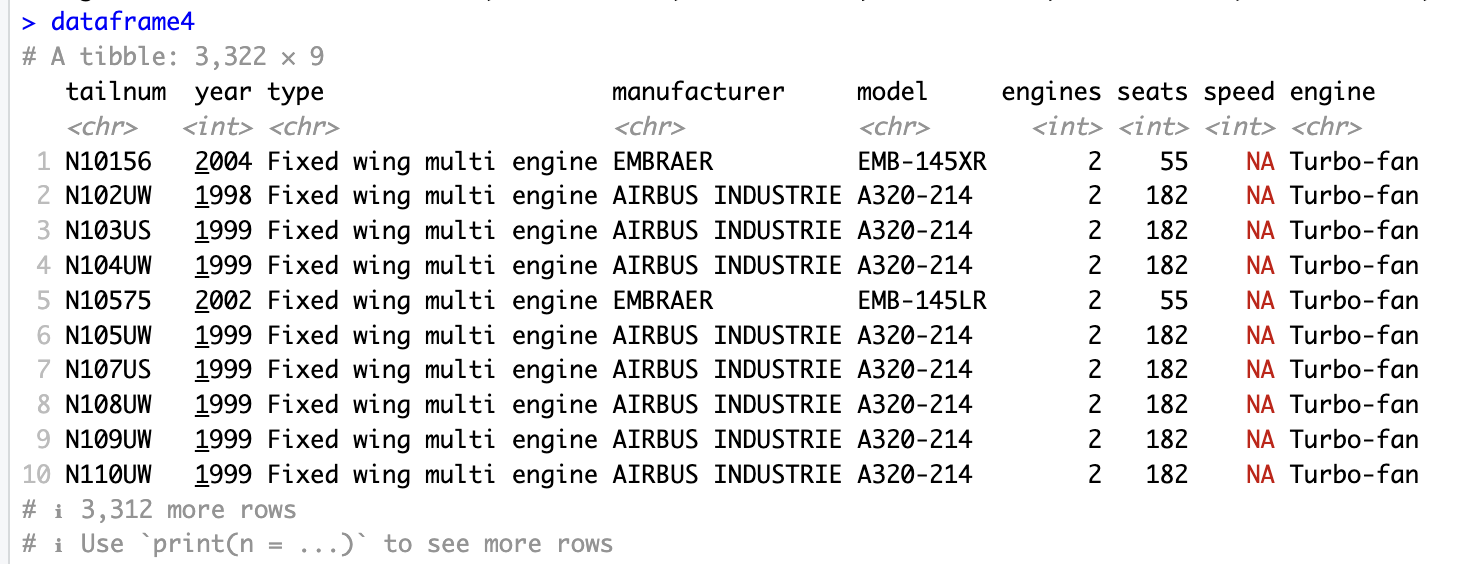 > dataframe4
# A tibble: 3,322 × 9
   tailnum  year type                    manufacturer     model     engines seats speed engine
   <chr>   <int> <chr>                   <chr>            <chr>       <int> <int> <int> <chr>
 1 N10156   2004 Fixed wing multi engine EMBRAER          EMB-145XR       2    55    NA Turbo-fan
 2 N102UW   1998 Fixed wing multi engine AIRBUS INDUSTRIE A320-214        2   182    NA Turbo-fan
 3 N103US   1999 Fixed wing multi engine AIRBUS INDUSTRIE A320-214        2   182    NA Turbo-fan
 4 N104UW   1999 Fixed wing multi engine AIRBUS INDUSTRIE A320-214        2   182    NA Turbo-fan
 5 N10575   2002 Fixed wing multi engine EMBRAER          EMB-145LR       2    55    NA Turbo-fan
 6 N105UW   1999 Fixed wing multi engine AIRBUS INDUSTRIE A320-214        2   182    NA Turbo-fan
 7 N107US   1999 Fixed wing multi engine AIRBUS INDUSTRIE A320-214        2   182    NA Turbo-fan
 8 N108UW   1999 Fixed wing multi engine AIRBUS INDUSTRIE A320-214        2   182    NA Turbo-fan
 9 N109UW   1999 Fixed wing multi engine AIRBUS INDUSTRIE A320-214        2   182    NA Turbo-fan
10 N110UW   1999 Fixed wing multi engine AIRBUS INDUSTRIE A320-214        2   182    NA Turbo-fan
# ℹ 3,312 more rows
# ℹ Use `print(n = ...)` to see more rows